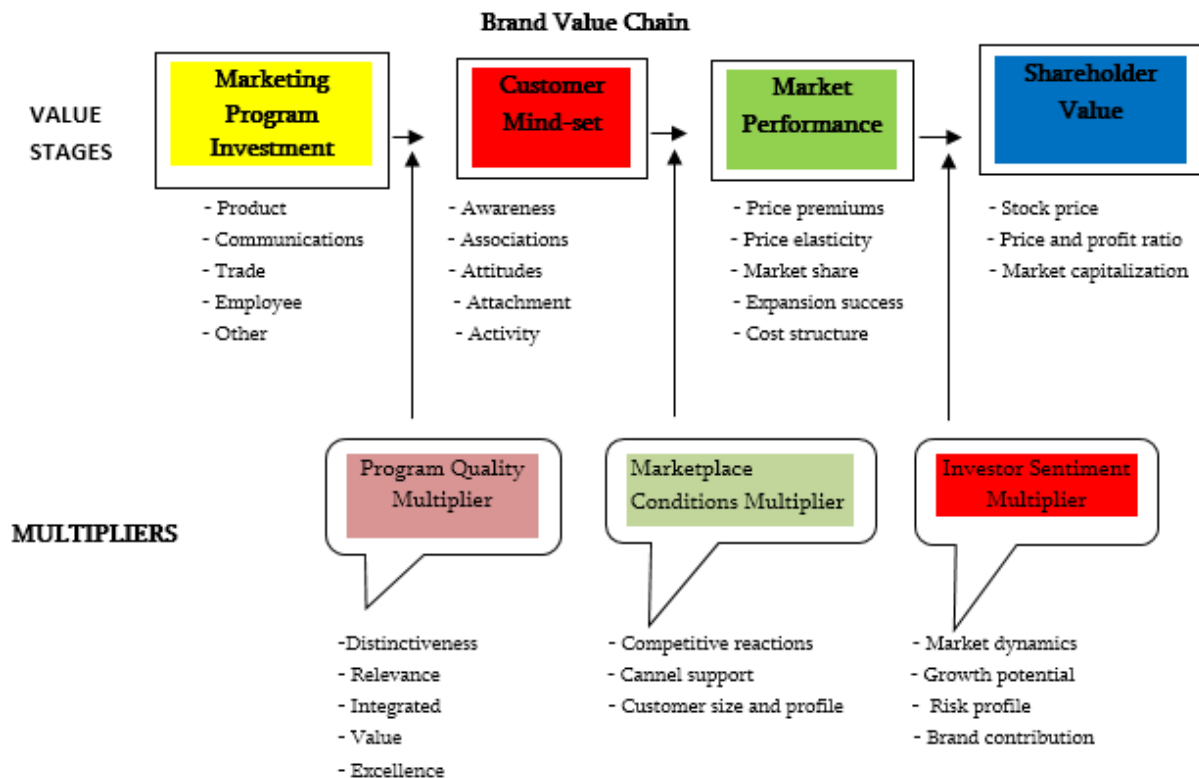 Brand Value Chain
VALUE
STAGES
Marketing
Program
Investment
Customer
Mind-set
Market
Performance
Shareholder
Value
- Product
- Communications
- Trade
- Employee
- Other
- Awareness
- Associations
- Attitudes
- Attachment
- Activity
- Price premiums
- Price elasticity
- Market share
- Expansion success
- Cost structure
- Stock price
- Price and profit ratio
- Market capitalization
MULTIPLIERS
Program Quality
Multiplier
Marketplace
Conditions Multiplier
Investor Sentiment
Multiplier
-Distinctiveness
- Relevance
- Integrated
- Value
- Excellence
- Competitive reactions
- Cannel support
- Customer size and profile
- Market dynamics
- Growth potential
- Risk profile
- Brand contribution